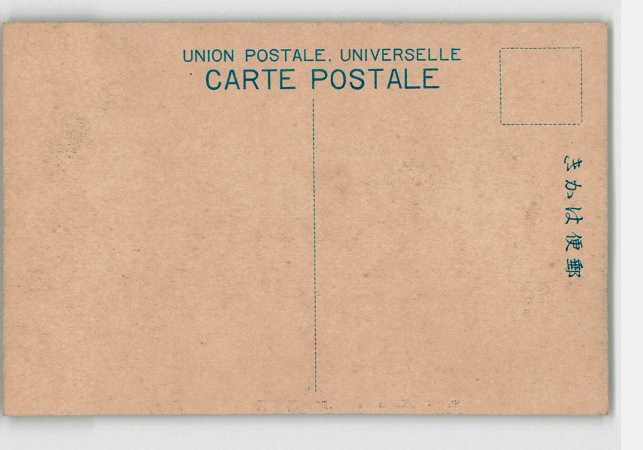 UNION POSTALE. UNIVERSELLE
CARTE POSTALE
きかは便郵